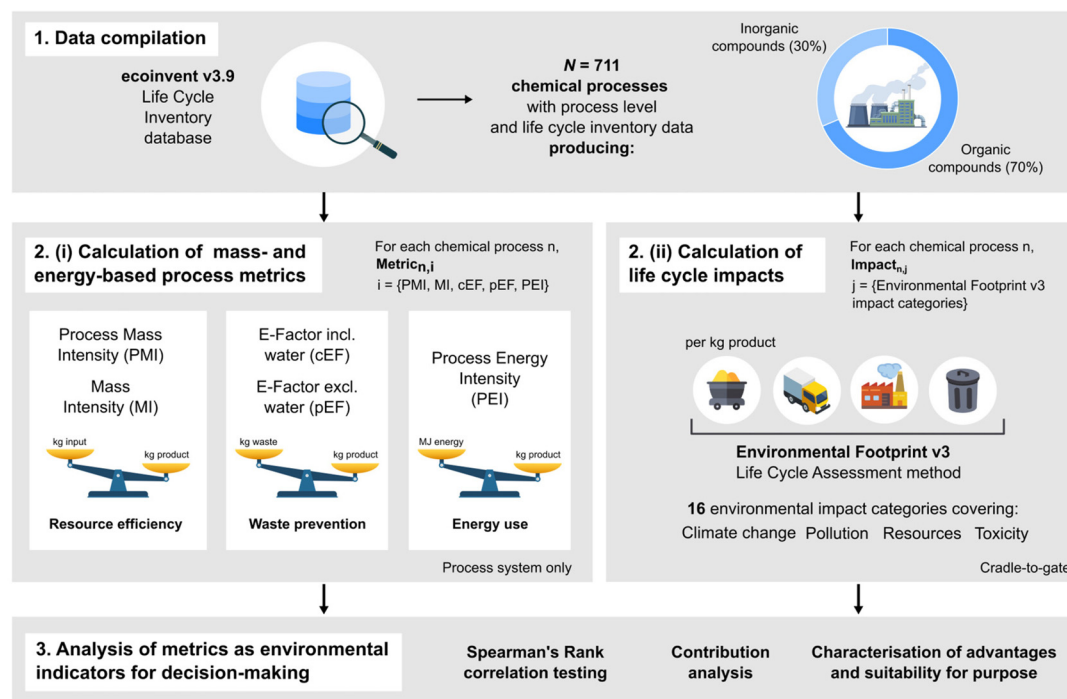 1. Data compilation
ecoinvent v3.9
Life Cycle
Inventory
database
N = 711
chemical processes
with process level
and life cycle inventory data
producing:
Inorganic
compounds (30%)
Organic
compounds (70%)
2. (i) Calculation of mass- and
energy-based process metrics
For each chemical process n,
Metricn,i
i = {PMI, MI, cEF, pEF, PEI}
Process Mass
Intensity (PMI)
Mass
Intensity (MI)
kg input
kg product
Resource efficiency
E-Factor incl.
water (cEF)
E-Factor excl.
water (pEF)
kg waste
kg product
Waste prevention
Process Energy
Intensity
(PEI)
MJ energy
kg product
Energy use
Process system only
2. (ii) Calculation of
life cycle impacts
For each chemical process n,
Impactn,j
j = {Environmental Footprint v3
impact categories}
per kg product
Environmental Footprint v3
Life Cycle Assessment method
16 environmental impact categories covering:
Climate change Pollution Resources Toxicity
Cradle-to-gate
3. Analysis of metrics as environmental
indicators for decision-making
Spearman's Rank
correlation testing
Contribution
analysis
Characterisation of advantages
and suitability for purpose